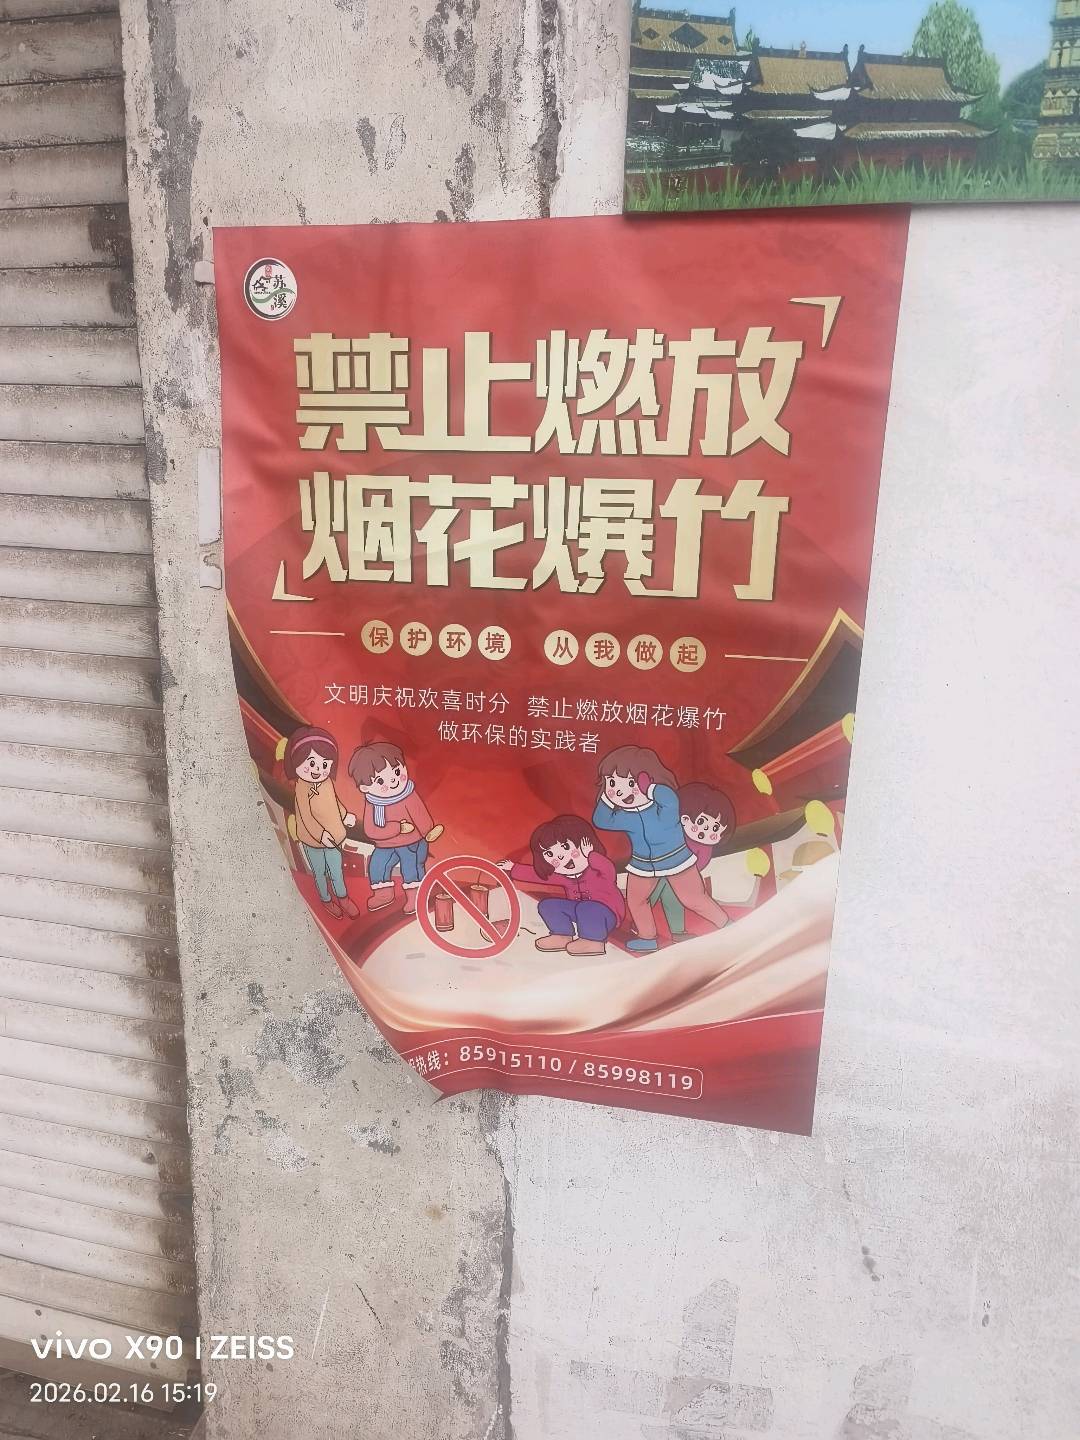 苏溪
禁止燃放
烟花爆竹
保护环境 从我做起
文明庆祝欢喜时分 禁止燃放烟花爆竹
做环保的实践者
热线：85915110 / 85998119
vivo X90 | ZEISS
2026.02.16 15:19